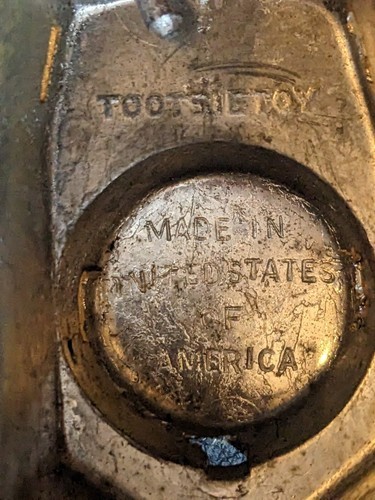 TOOTSIETOY
MADE IN
UNITED STATES
OF
AMERICA